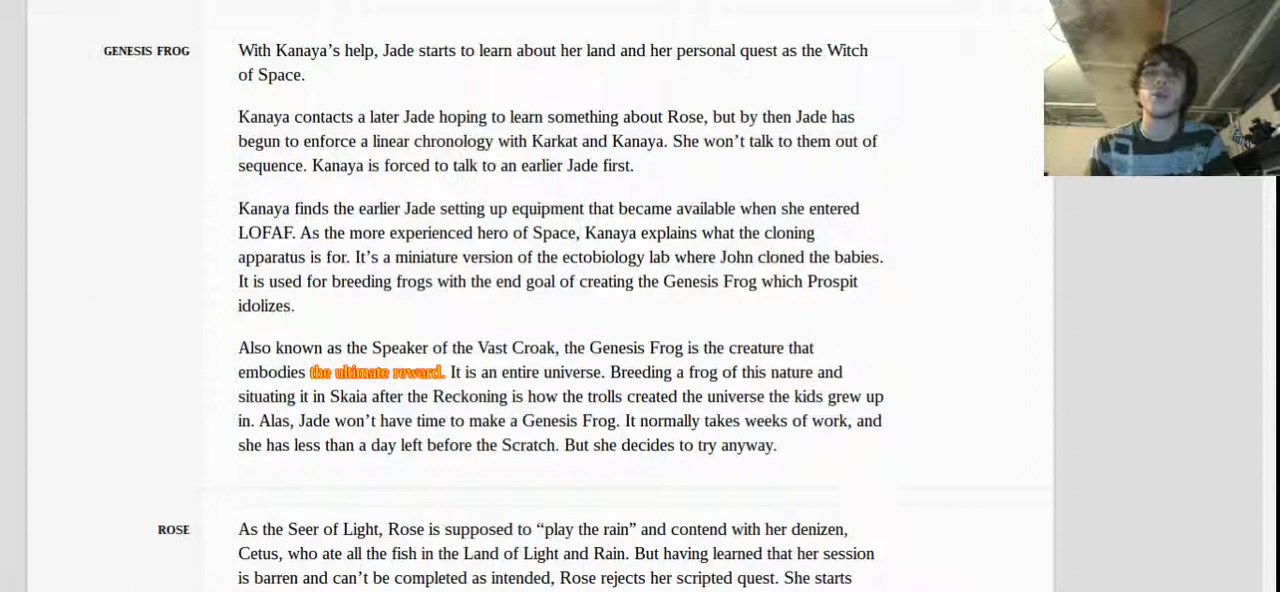 GENESIS FROG
With Kanaya’s help, Jade starts to learn about her land and her personal quest as the Witch
of Space.
Kanaya contacts a later Jade hoping to learn something about Rose, but by then Jade has
begun to enforce a linear chronology with Karkat and Kanaya. She won’t talk to them out of
sequence. Kanaya is forced to talk to an earlier Jade first.
Kanaya finds the earlier Jade setting up equipment that became available when she entered
LOFAF. As the more experienced hero of Space, Kanaya explains what the cloning
apparatus is for. It’s a miniature version of the ectobiology lab where John cloned the babies.
It is used for breeding frogs with the end goal of creating the Genesis Frog which Prospit
idolizes.
Also known as the Speaker of the Vast Croak, the Genesis Frog is the creature that
embodies the ultimate reward. It is an entire universe. Breeding a frog of this nature and
situating it in Skaia after the Reckoning is how the trolls created the universe the kids grew up
in. Alas, Jade won’t have time to make a Genesis Frog. It normally takes weeks of work, and
she has less than a day left before the Scratch. But she decides to try anyway.
ROSE
As the Seer of Light, Rose is supposed to “play the rain” and contend with her denizen,
Cetus, who ate all the fish in the Land of Light and Rain. But having learned that her session
is barren and can’t be completed as intended, Rose rejects her scripted quest. She starts